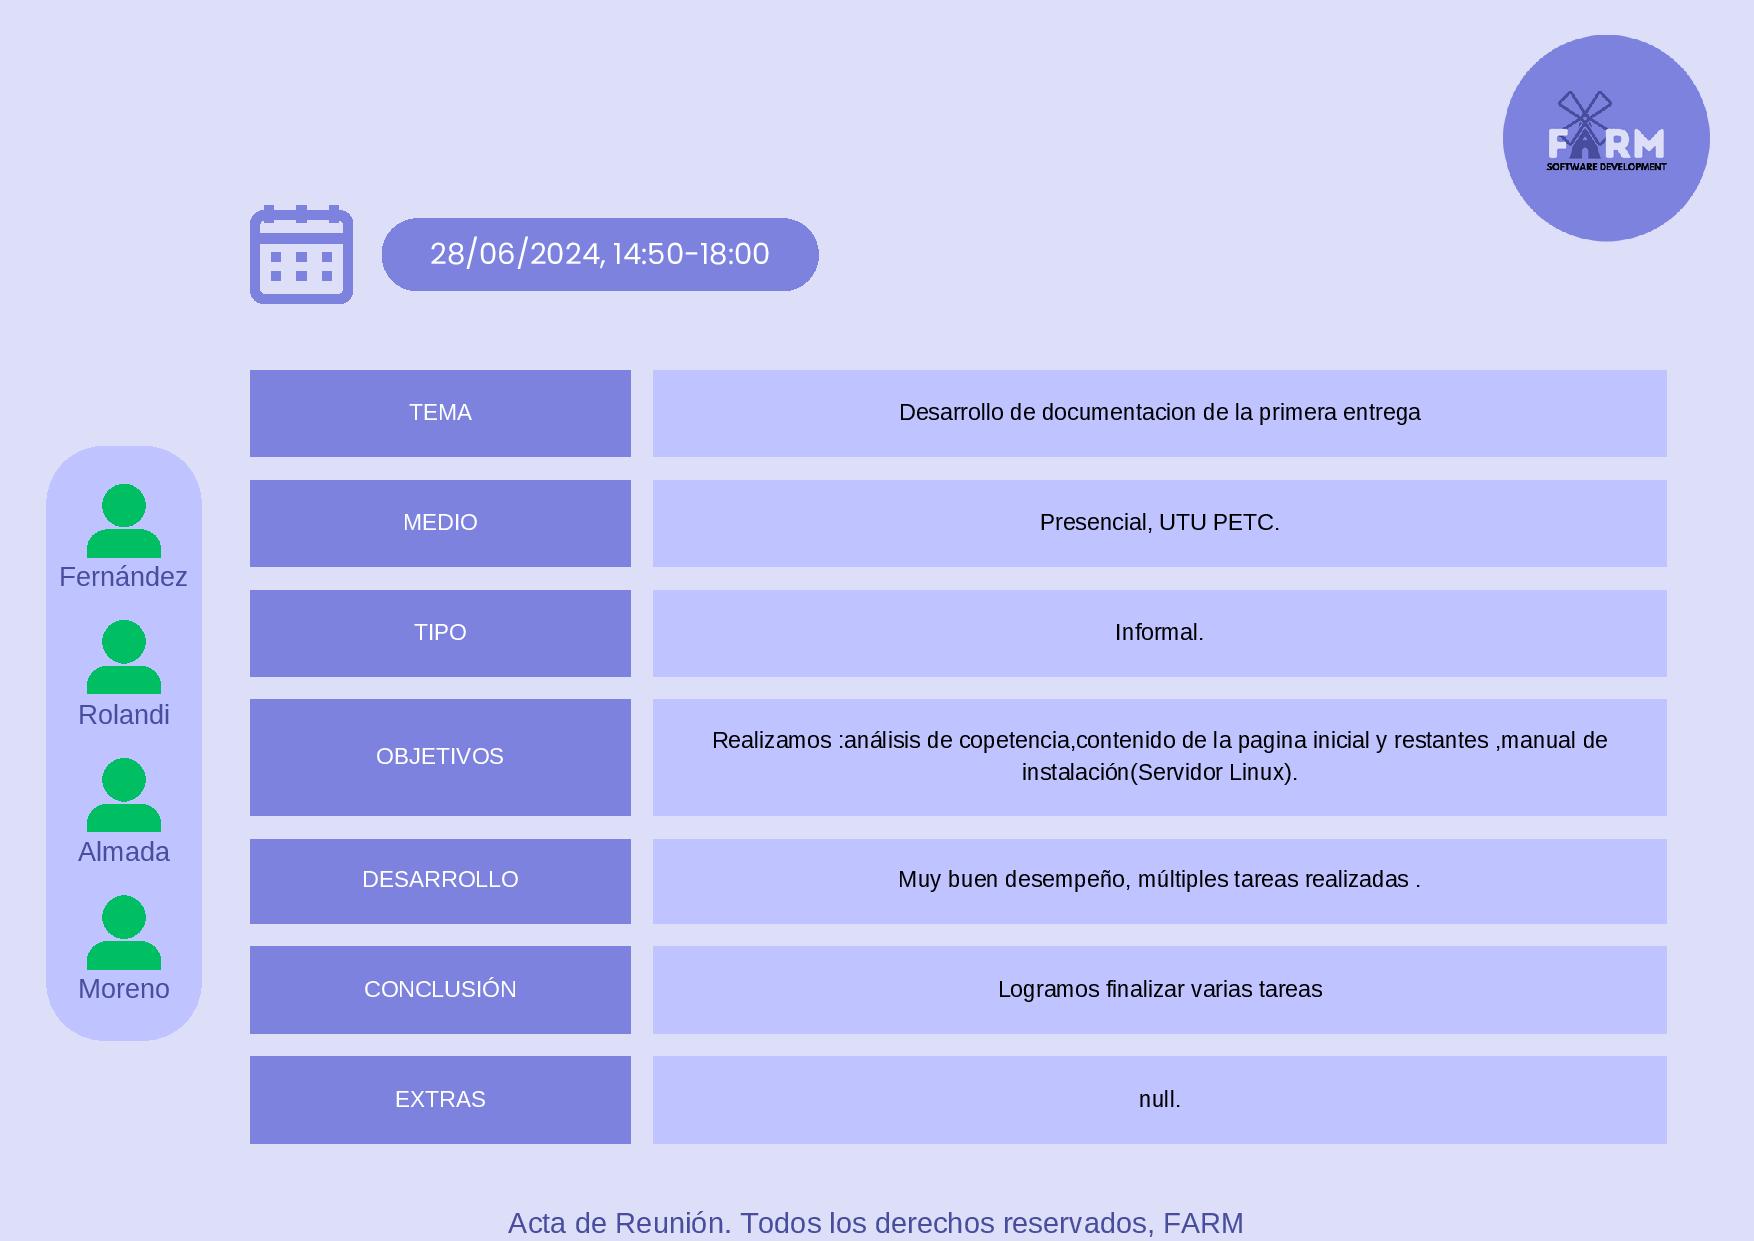 FARM
SOFTWARE DEVELOPMENT
28/06/2024, 14:50-18:00
TEMA
Desarrollo de documentacion de la primera entrega
MEDIO
Presencial, UTU PETC.
TIPO
Informal.
OBJETIVOS
Realizamos :análisis de copetencia,contenido de la pagina inicial y restantes ,manual de
instalación(Servidor Linux).
DESARROLLO
Muy buen desempeño, múltiples tareas realizadas .
CONCLUSIÓN
Logramos finalizar varias tareas
EXTRAS
null.
Fernández
Rolandi
Almada
Moreno
Acta de Reunión. Todos los derechos reservados, FARM